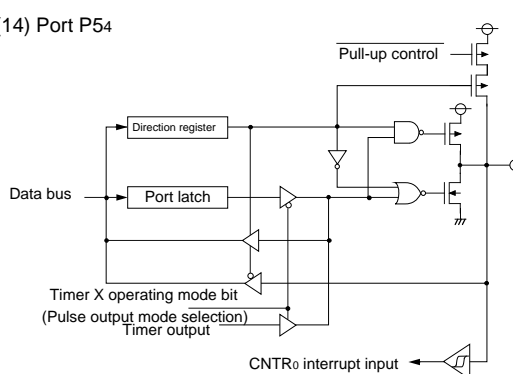 (14) Port P54
Pull-up control
Direction register
Data bus
Port latch
Timer X operating mode bit
(Pulse output mode selection)
Timer output
CNTR0 interrupt input